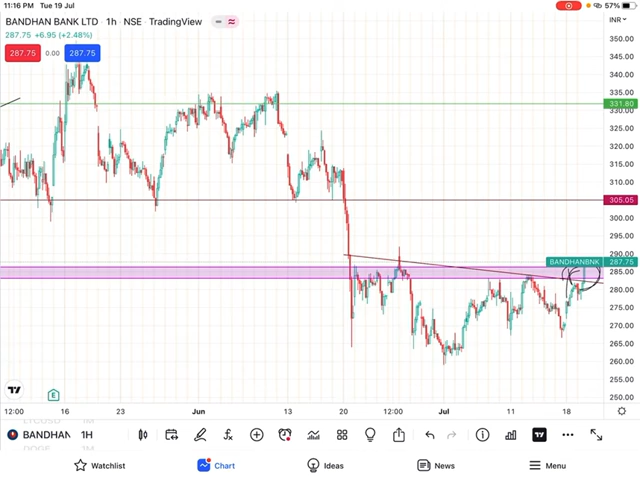 11:16 PM Tue 19 Jul 57%
BANDHAN BANK LTD · 1h · NSE · TradingView
INR
287.75 +6.95 (+2.48%)
287.75 0.00 287.75
350.00
345.00
340.00
335.00
331.80
325.00
320.00
315.00
310.00
305.05
300.00
295.00
290.00
BANDHANBNK 287.75
285.00
280.00
275.00
270.00
265.00
260.00
255.00
250.00
E
12:00 16 23 Jun 13 20 12:00 Jul 11 18
BANDHAN 1H
Watchlist Chart Ideas News Menu